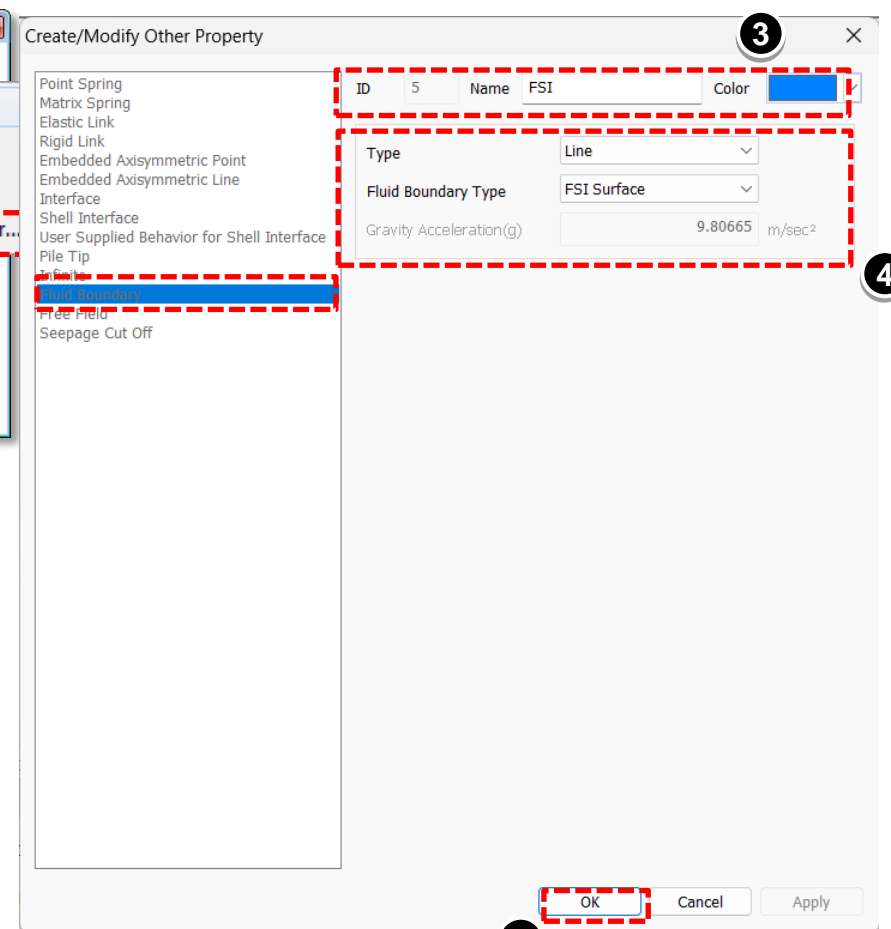 3
Create/Modify Other Property
Point Spring
Matrix Spring
Elastic Link
Rigid Link
Embedded Axisymmetric Point
Embedded Axisymmetric Line
Interface
Shell Interface
User Supplied Behavior for Shell Interface
Pile Tip
Infinite
Fluid Boundary
Free Field
Seepage Cut Off
r...
ID 5 Name FSI Color
Type Line
Fluid Boundary Type FSI Surface
Gravity Acceleration(g) 9.80665 m/sec²
4
OK Cancel Apply